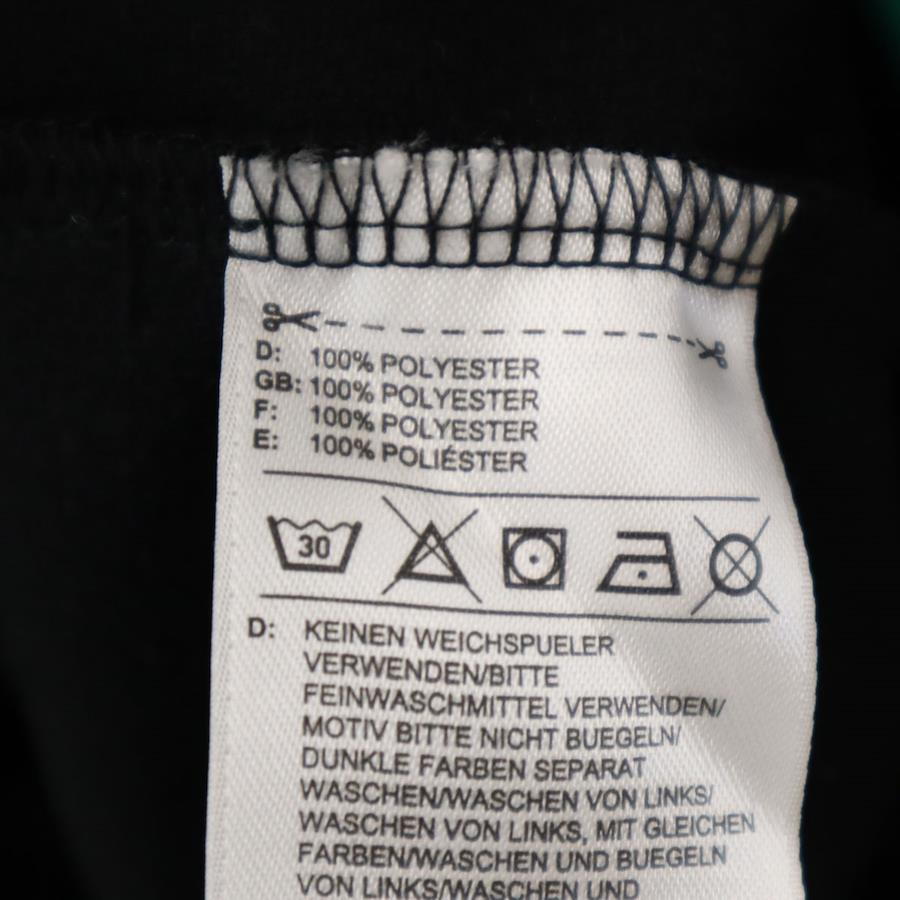 D: 100% POLYESTER
GB: 100% POLYESTER
F: 100% POLYESTER
E: 100% POLIÉSTER
30
D: KEINEN WEICHSPUELER
VERWENDEN/BITTE
FEINWASCHMITTEL VERWENDEN/
MOTIV BITTE NICHT BUEGELN/
DUNKLE FARBEN SEPARAT
WASCHEN/WASCHEN VON LINKS/
WASCHEN VON LINKS, MIT GLEICHEN
FARBEN/WASCHEN UND BUEGELN
VON LINKS/WASCHEN UND